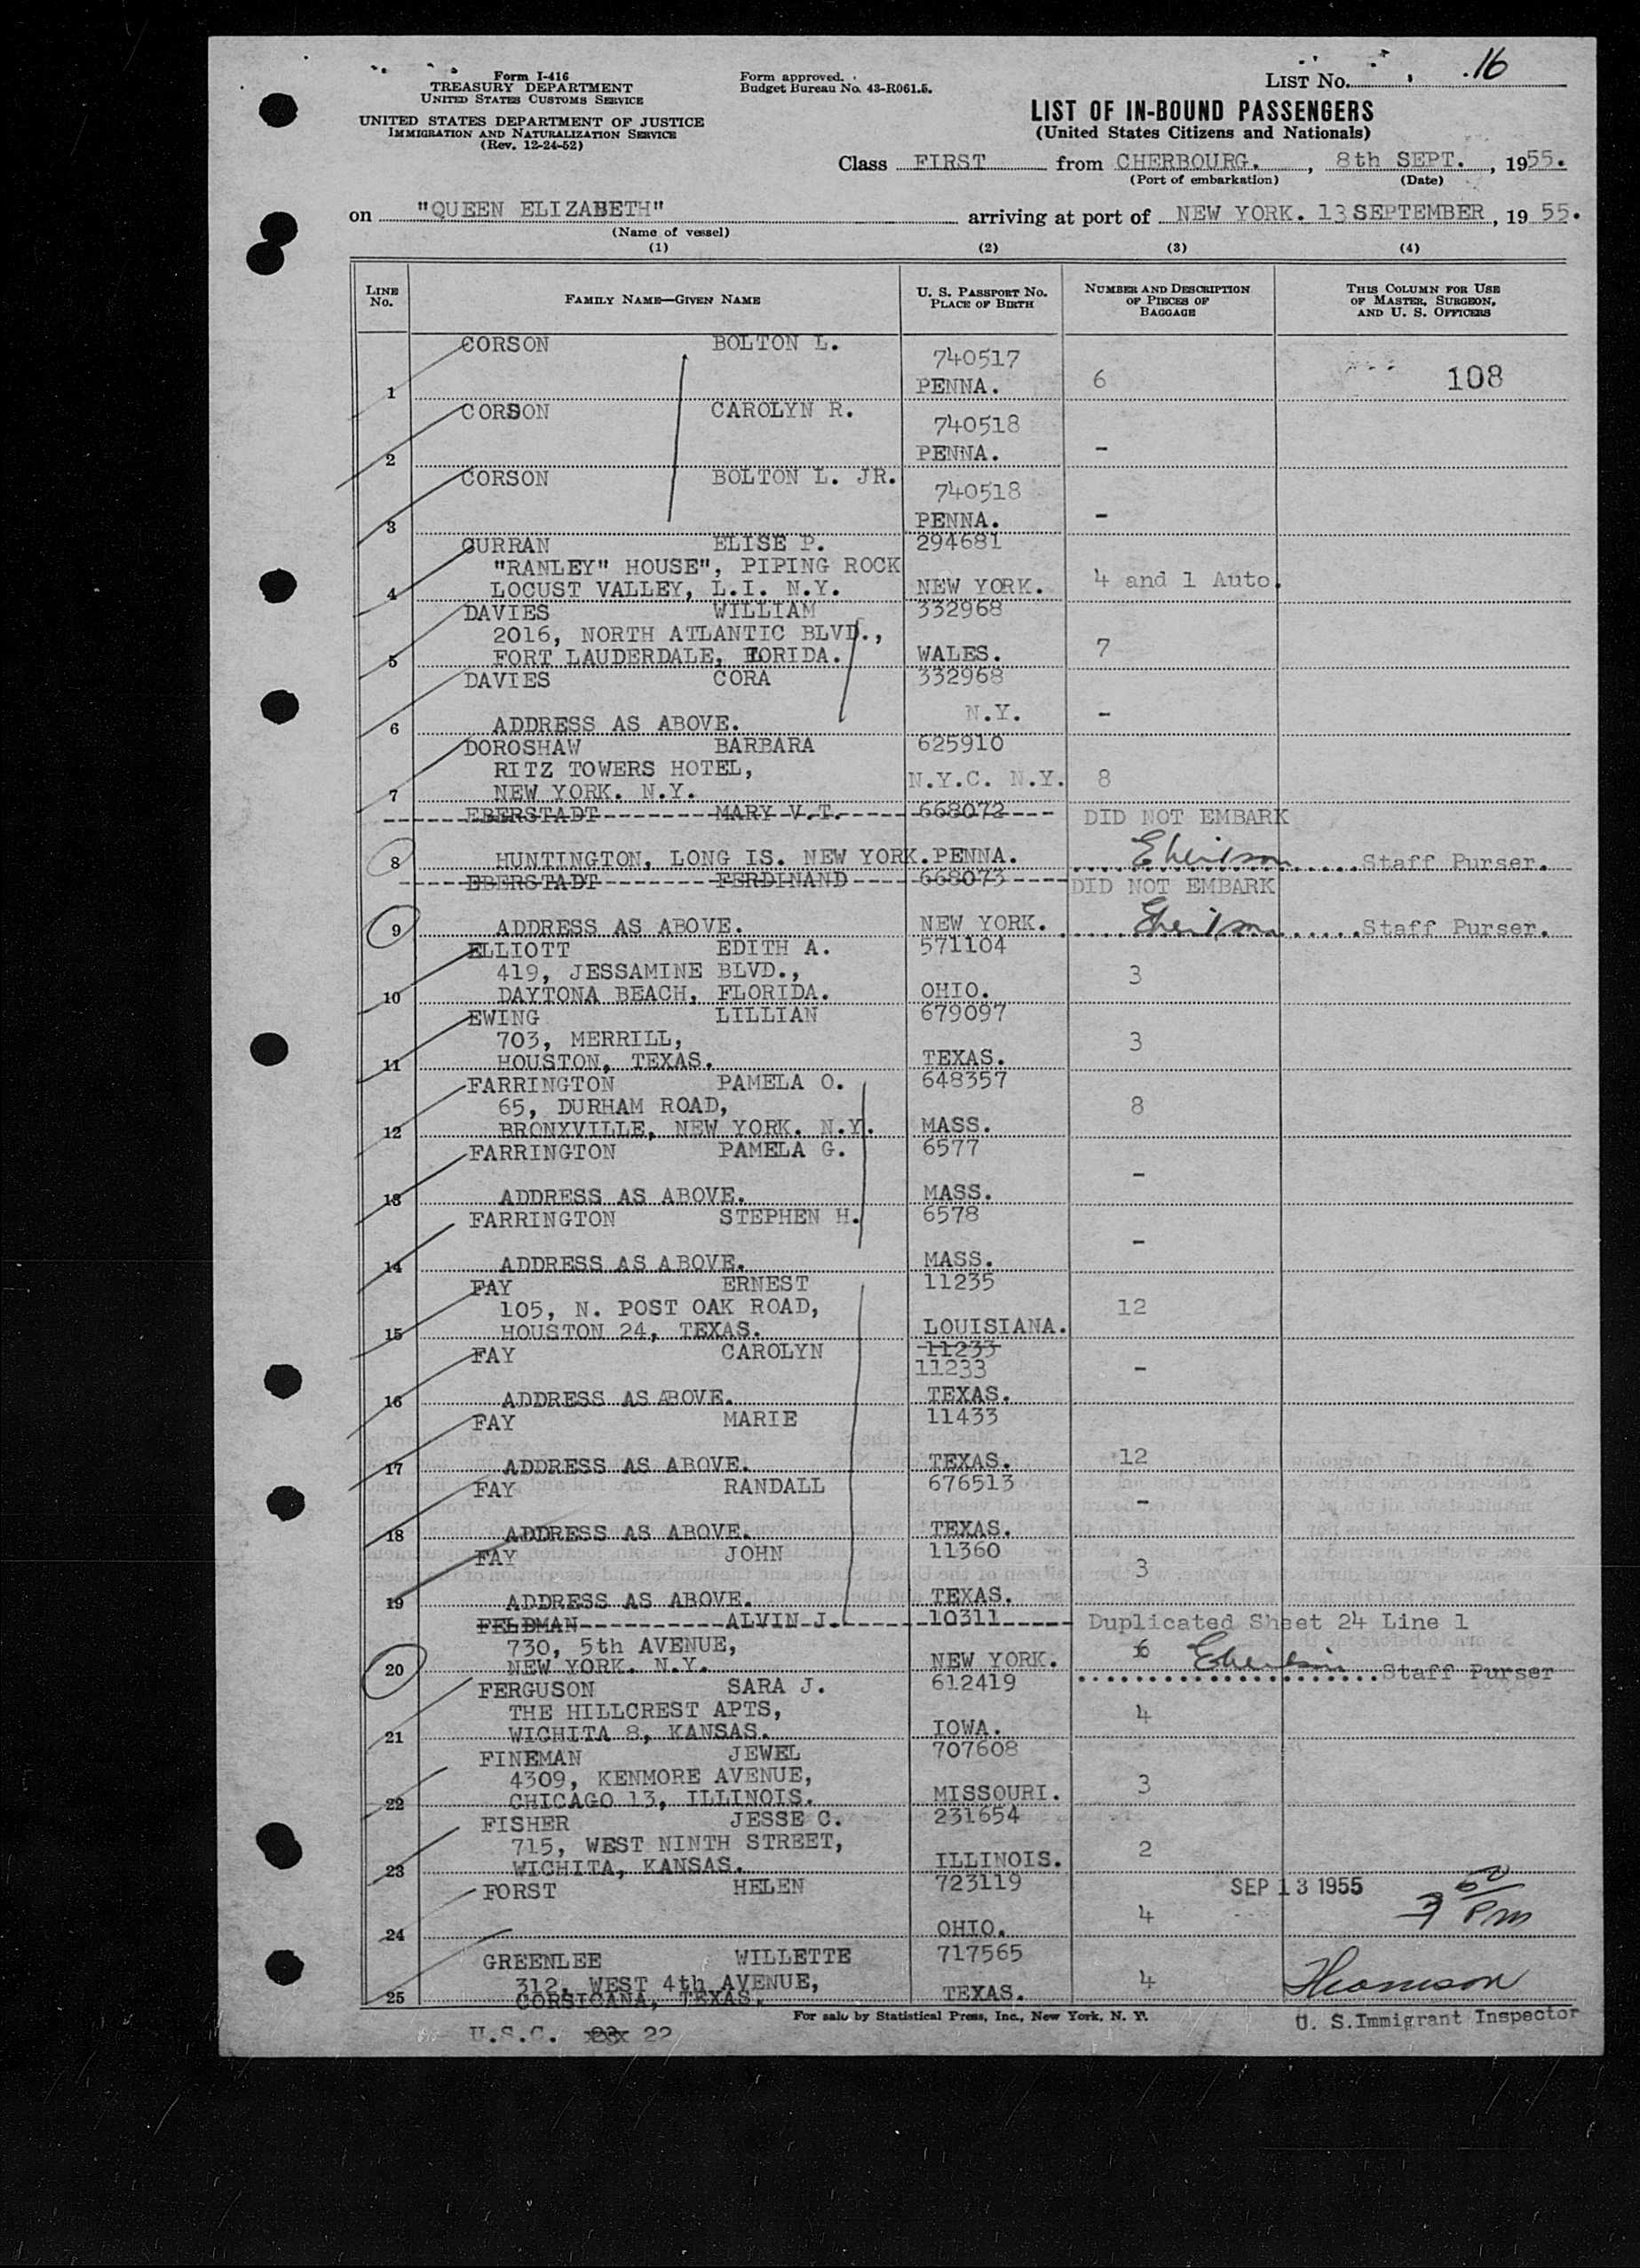 Form I-416
TREASURY DEPARTMENT
UNITED STATES CUSTOMS SERVICE
UNITED STATES DEPARTMENT OF JUSTICE
IMMIGRATION AND NATURALIZATION SERVICE
(Rev. 12-24-52)
Form approved.
Budget Bureau No. 43-R061.5.
LIST NO. 16
LIST OF IN-BOUND PASSENGERS
(United States Citizens and Nationals)
Class FIRST from CHERBOURG. , 8th SEPT. , 1955.
(Port of embarkation) (Date)
on "QUEEN ELIZABETH" arriving at port of NEW YORK. 13 SEPTEMBER , 19 55.
(Name of vessel)
(1) (2) (3) (4)
LINE NO. FAMILY NAME—GIVEN NAME U. S. PASSPORT NO. PLACE OF BIRTH NUMBER AND DESCRIPTION OF PIECES OF BAGGAGE THIS COLUMN FOR USE OF MASTER, SURGEON, AND U. S. OFFICERS
CORSON BOLTON L.
740517
1 PENNA. 6 108
CORSON CAROLYN R.
740518
2 PENNA. -
CORSON BOLTON L. JR.
740518
3 PENNA. -
CURRAN ELISE P. 294681
"RANLEY" HOUSE", PIPING ROCK
4 LOCUST VALLEY, L.I. N.Y. NEW YORK. 4 and 1 Auto.
DAVIES WILLIAM 332968
2016, NORTH ATLANTIC BLVD.,
5 FORT LAUDERDALE, LORIDA. WALES. 7
DAVIES CORA 332968
N.Y. -
6 ADDRESS AS ABOVE.
DOROSHAW BARBARA 625910
RITZ TOWERS HOTEL, N.Y.C. N.Y. 8
7 NEW YORK. N.Y.
EBERSTADT MARY V.T. 668072 DID NOT EMBARK
8 HUNTINGTON, LONG IS. NEW YORK. PENNA. Staff Purser.
EBERSTADT FERDINAND 668073 DID NOT EMBARK
9 ADDRESS AS ABOVE. NEW YORK. Staff Purser.
ELLIOTT EDITH A. 571104
419, JESSAMINE BLVD., 3
10 DAYTONA BEACH, FLORIDA. OHIO.
EWING LILLIAN 679097
703, MERRILL, 3
11 HOUSTON, TEXAS. TEXAS.
FARRINGTON PAMELA O. 648357
65, DURHAM ROAD, 8
12 BRONXVILLE, NEW YORK. N.Y. MASS.
FARRINGTON PAMELA G. 6577
-
13 ADDRESS AS ABOVE. MASS.
FARRINGTON STEPHEN H. 6578
-
14 ADDRESS AS ABOVE. MASS.
FAY ERNEST 11235
105, N. POST OAK ROAD, 12
15 HOUSTON 24, TEXAS. LOUISIANA.
FAY CAROLYN 11233
11233 -
16 ADDRESS AS ABOVE. TEXAS.
FAY MARIE 11433
17 ADDRESS AS ABOVE. TEXAS. 12
FAY RANDALL 676513
-
18 ADDRESS AS ABOVE. TEXAS.
FAY JOHN 11360
3
19 ADDRESS AS ABOVE. TEXAS.
FELDMAN ALVIN J. 10311 Duplicated Sheet 24 Line 1
730, 5th AVENUE, 6
20 NEW YORK. N.Y. NEW YORK. Staff Purser
FERGUSON SARA J. 612419
THE HILLCREST APTS, 4
21 WICHITA 8, KANSAS. IOWA.
FINEMAN JEWEL 707608
4309, KENMORE AVENUE, 3
22 CHICAGO 13, ILLINOIS. MISSOURI.
FISHER JESSE C. 231654
715, WEST NINTH STREET, 2
23 WICHITA, KANSAS. ILLINOIS.
FORST HELEN 723119 SEP 13 1955
4 PM
24 OHIO.
GREENLEE WILLETTE 717565
312, WEST 4th AVENUE, 4
25 CORSICANA, TEXAS. TEXAS.
For sale by Statistical Press, Inc., New York, N. Y. U. S. Immigrant Inspector
U.S.C. 23 22